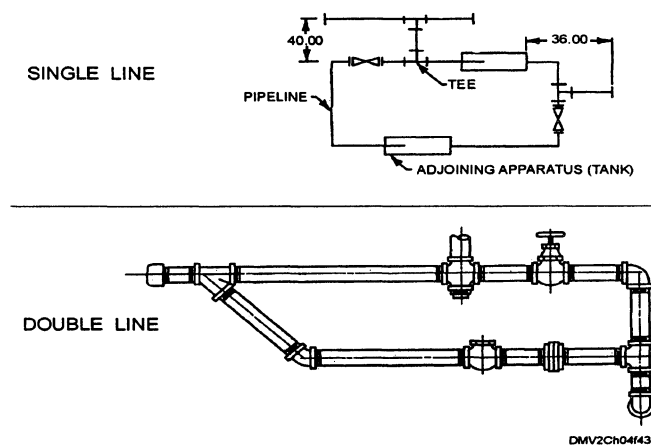 40.00
36.00
SINGLE LINE
TEE
PIPELINE
ADJOINING APPARATUS (TANK)
DOUBLE LINE
DMV2Ch04f43